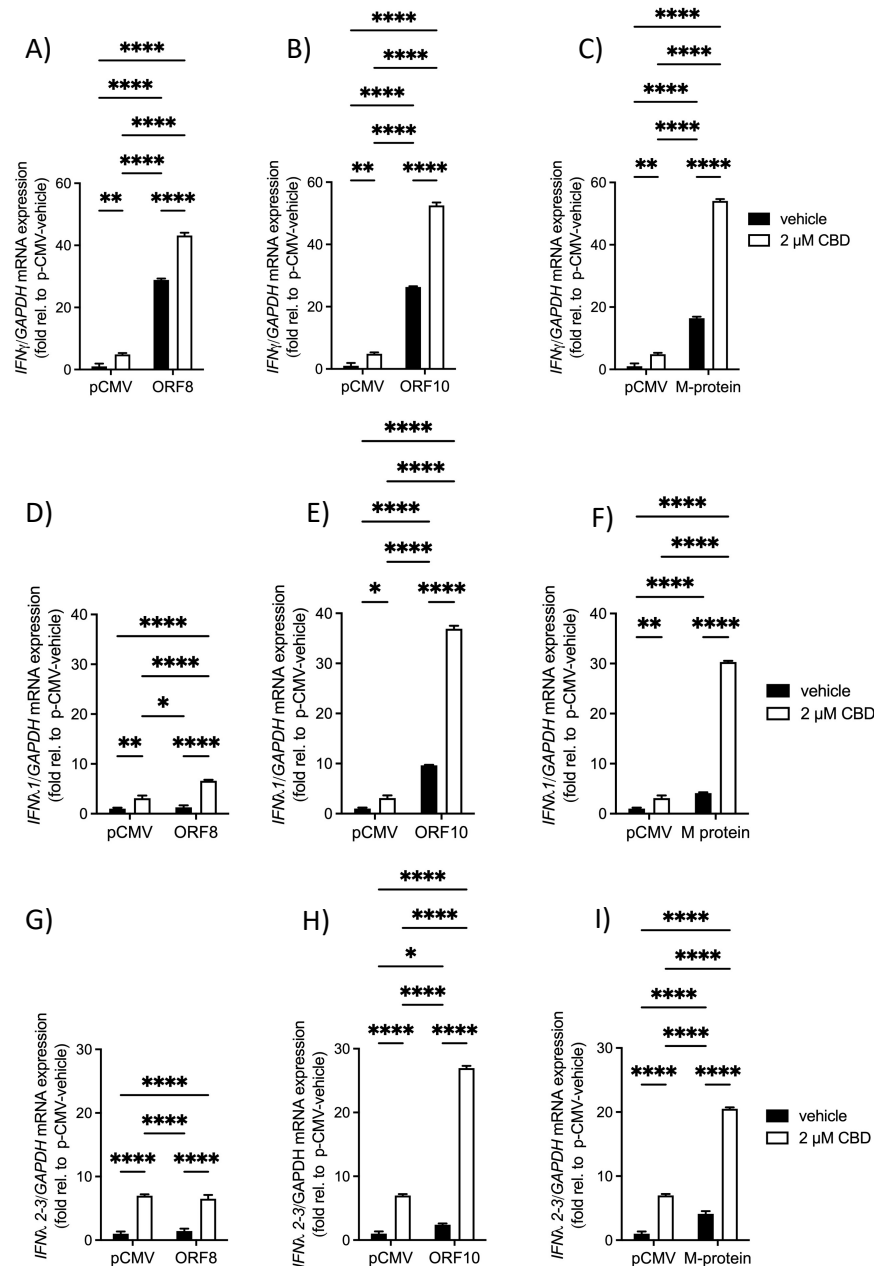 A)
****
****
****
****
**
****
IFNγ/GAPDH mRNA expression
(fold rel. to p-CMV-vehicle)
60
40
20
0
pCMV
ORF8
B)
****
****
****
****
**
****
IFNγ/GAPDH mRNA expression
(fold rel. to p-CMV-vehicle)
60
40
20
0
pCMV
ORF10
C)
****
****
****
****
**
****
IFNγ/GAPDH mRNA expression
(fold rel. to p-CMV-vehicle)
60
40
20
0
pCMV
M-protein
vehicle
2 µM CBD
D)
****
****
*
**
****
IFNλ1/GAPDH mRNA expression
(fold rel. to p-CMV-vehicle)
40
30
20
10
0
pCMV
ORF8
E)
****
****
****
****
*
****
IFNλ1/GAPDH mRNA expression
(fold rel. to p-CMV-vehicle)
40
30
20
10
0
pCMV
ORF10
F)
****
****
****
**
****
IFNλ1/GAPDH mRNA expression
(fold rel. to p-CMV-vehicle)
40
30
20
10
0
pCMV
M protein
vehicle
2 µM CBD
G)
****
****
****
****
IFNλ 2-3/GAPDH mRNA expression
(fold rel. to p-CMV-vehicle)
30
20
10
0
pCMV
ORF8
H)
****
****
*
****
****
****
IFNλ 2-3/GAPDH mRNA expression
(fold rel. to p-CMV-vehicle)
30
20
10
0
pCMV
ORF10
I)
****
****
****
****
****
****
IFNλ 2-3/GAPDH mRNA expression
(fold rel. to p-CMV-vehicle)
30
20
10
0
pCMV
M-protein
vehicle
2 µM CBD